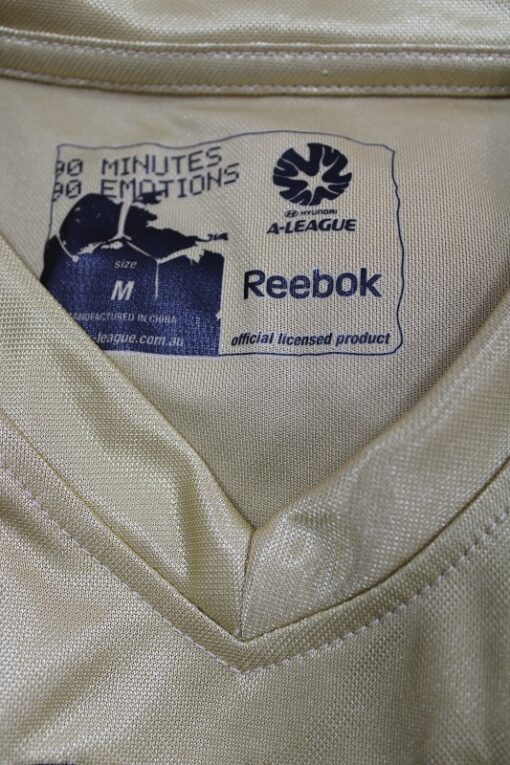 90 MINUTES
90 EMOTIONS
size
M
MANUFACTURED IN CHINA
-league.com.au
HYUNDAI
A-LEAGUE
Reebok
official licensed product